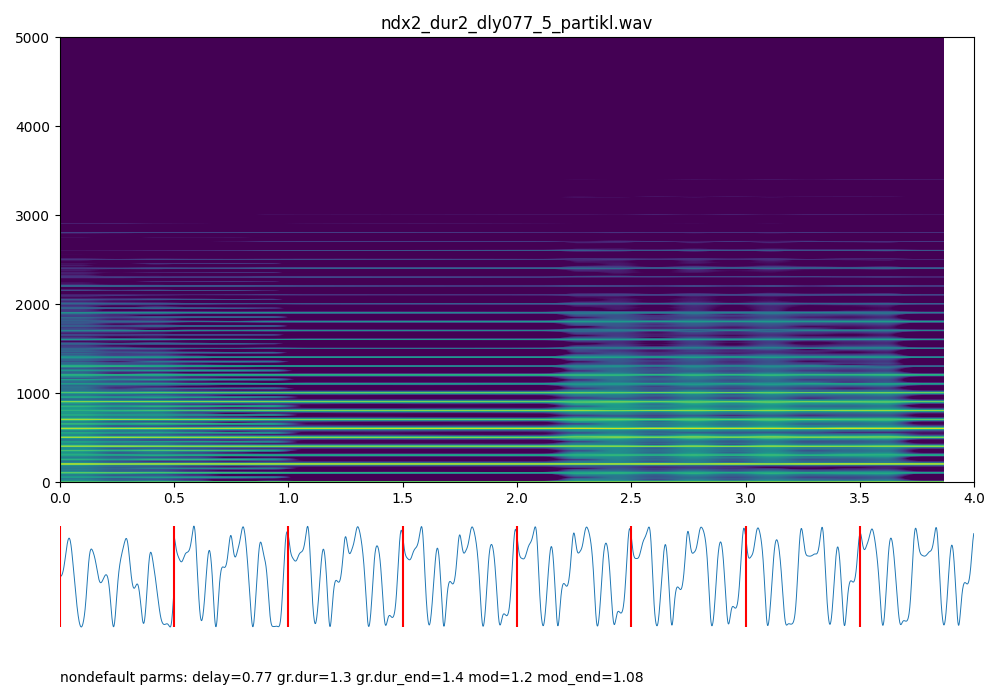 ndx2_dur2_dly077_5_partikl.wav
5000
4000
3000
2000
1000
0
0.0 0.5 1.0 1.5 2.0 2.5 3.0 3.5 4.0
nondefault parms: delay=0.77 gr.dur=1.3 gr.dur_end=1.4 mod=1.2 mod_end=1.08